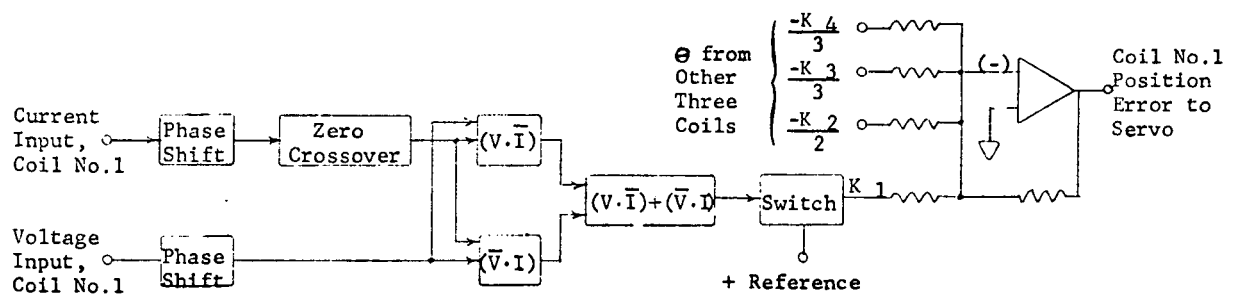 Current
Input,
Coil No.1
Phase
Shift
Zero
Crossover
(V·I̅)
Voltage
Input,
Coil No.1
Phase
Shift
(V̅·I)
(V·I̅)+(V̅·I)
Switch
+ Reference
K 1
Θ from
Other
Three
Coils
-K 4
3
-K 3
3
-K 2
2
(-)
Coil No.1
Position
Error to
Servo